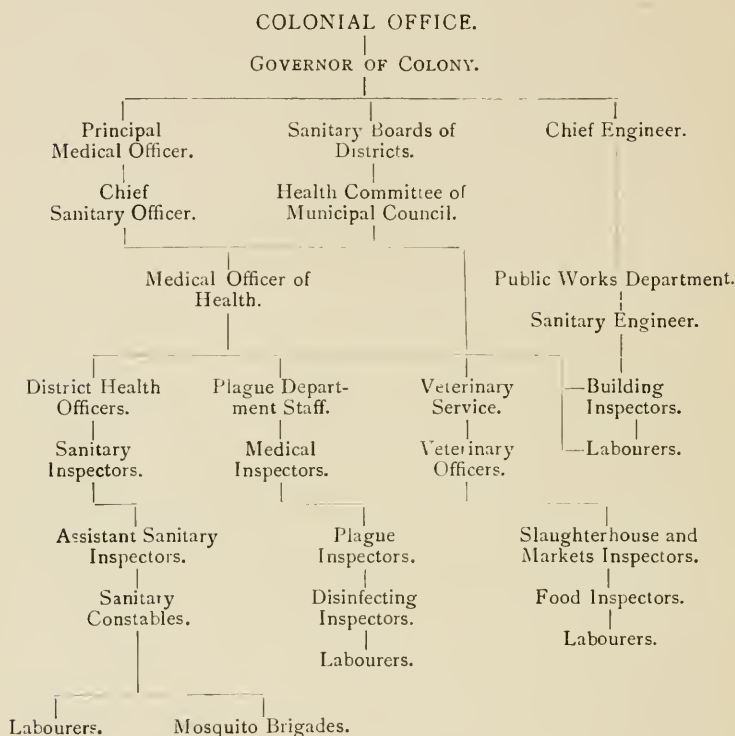 COLONIAL OFFICE.
GOVERNOR OF COLONY.
Principal
Medical Officer.
Sanitary Boards of
Districts.
Chief Engineer.
Chief
Sanitary Officer.
Health Committee of
Municipal Council.
Medical Officer of
Health.
Public Works Department.
Sanitary Engineer.
District Health
Officers.
Plague Depart-
ment Staff.
Veterinary
Service.
Building
Inspectors.
Sanitary
Inspectors.
Medical
Inspectors.
Veterinary
Officers.
Labourers.
Assistant Sanitary
Inspectors.
Plague
Inspectors.
Slaughterhouse and
Markets Inspectors.
Sanitary
Constables.
Disinfecting
Inspectors.
Food Inspectors.
Labourers.
Labourers.
Labourers.
Mosquito Brigades.